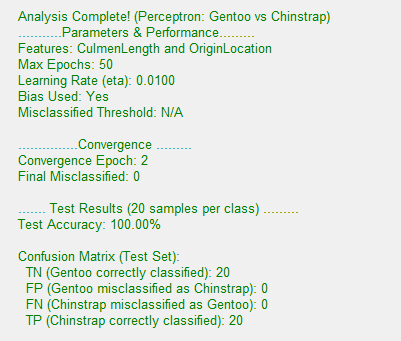 Analysis Complete! (Perceptron: Gentoo vs Chinstrap)
...........Parameters & Performance.........
Features: CulmenLength and OriginLocation
Max Epochs: 50
Learning Rate (eta): 0.0100
Bias Used: Yes
Misclassified Threshold: N/A
...............Convergence .........
Convergence Epoch: 2
Final Misclassified: 0
....... Test Results (20 samples per class) .........
Test Accuracy: 100.00%
Confusion Matrix (Test Set):
TN (Gentoo correctly classified): 20
FP (Gentoo misclassified as Chinstrap): 0
FN (Chinstrap misclassified as Gentoo): 0
TP (Chinstrap correctly classified): 20